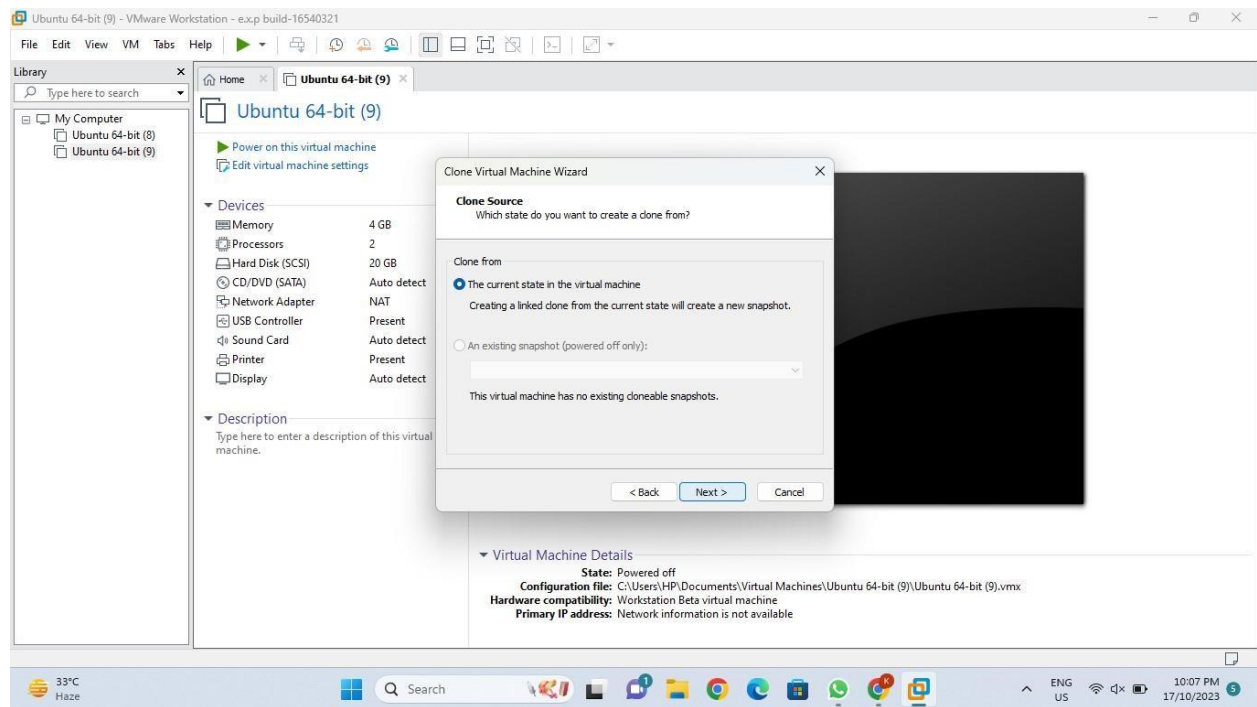 Ubuntu 64-bit (9) - VMware Workstation - e.x.p build-16540321
File Edit View VM Tabs Help
Library
Type here to search
My Computer
Ubuntu 64-bit (8)
Ubuntu 64-bit (9)
Home
Ubuntu 64-bit (9)
Ubuntu 64-bit (9)
Power on this virtual machine
Edit virtual machine settings
Devices
Memory 4 GB
Processors 2
Hard Disk (SCSI) 20 GB
CD/DVD (SATA) Auto detect
Network Adapter NAT
USB Controller Present
Sound Card Auto detect
Printer Present
Display Auto detect
Description
Type here to enter a description of this virtual
machine.
Clone Virtual Machine Wizard
Clone Source
Which state do you want to create a clone from?
Clone from
The current state in the virtual machine
Creating a linked clone from the current state will create a new snapshot.
An existing snapshot (powered off only):
This virtual machine has no existing cloneable snapshots.
< Back Next > Cancel
Virtual Machine Details
State: Powered off
Configuration file: C:\Users\HP\Documents\Virtual Machines\Ubuntu 64-bit (9)\Ubuntu 64-bit (9).vmx
Hardware compatibility: Workstation Beta virtual machine
Primary IP address: Network information is not available
33°C
Haze
Search
1
K
ENG
US
10:07 PM
17/10/2023
5